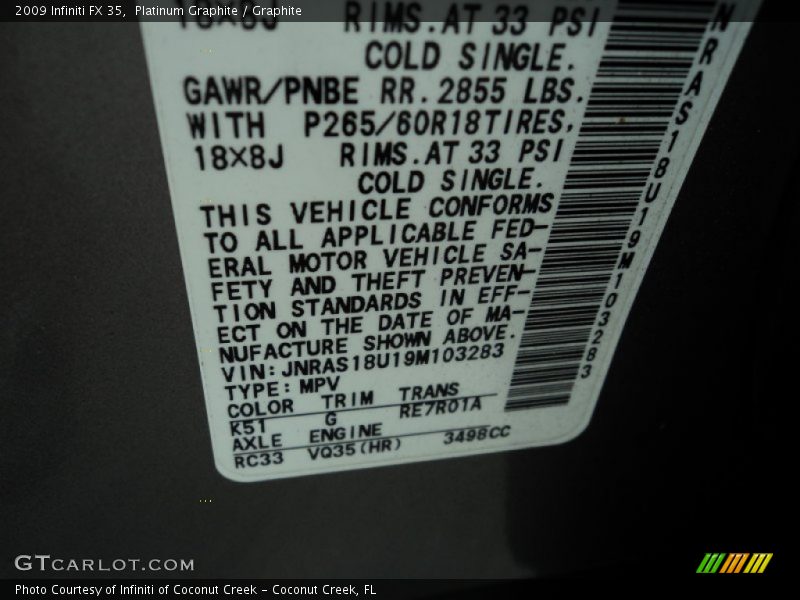 2009 Infiniti FX 35, Platinum Graphite / Graphite
18x8J RIMS.AT 33 PSI
COLD SINGLE.
GAWR/PNBE RR.2855 LBS.
WITH P265/60R18TIRES.
18x8J RIMS.AT 33 PSI
COLD SINGLE.
THIS VEHICLE CONFORMS
TO ALL APPLICABLE FED-
ERAL MOTOR VEHICLE SA-
FETY AND THEFT PREVEN-
TION STANDARDS IN EFF-
ECT ON THE DATE OF MA-
NUFACTURE SHOWN ABOVE.
VIN:JNRAS18U19M103283
TYPE:MPV
COLOR TRIM TRANS
K51 G RE7R01A
AXLE ENGINE
RC33 VQ35(HR) 3498CC
NRAS18U19M103283
GTCARLOT.COM
Photo Courtesy of Infiniti of Coconut Creek - Coconut Creek, FL